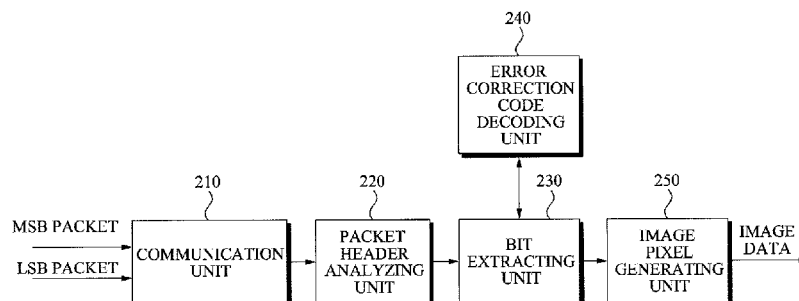 240
ERROR
CORRECTION
CODE
DECODING
UNIT
210
220
230
250
MSB PACKET
LSB PACKET
COMMUNICATION
UNIT
PACKET
HEADER
ANALYZING
UNIT
BIT
EXTRACTING
UNIT
IMAGE
PIXEL
GENERATING
UNIT
IMAGE
DATA